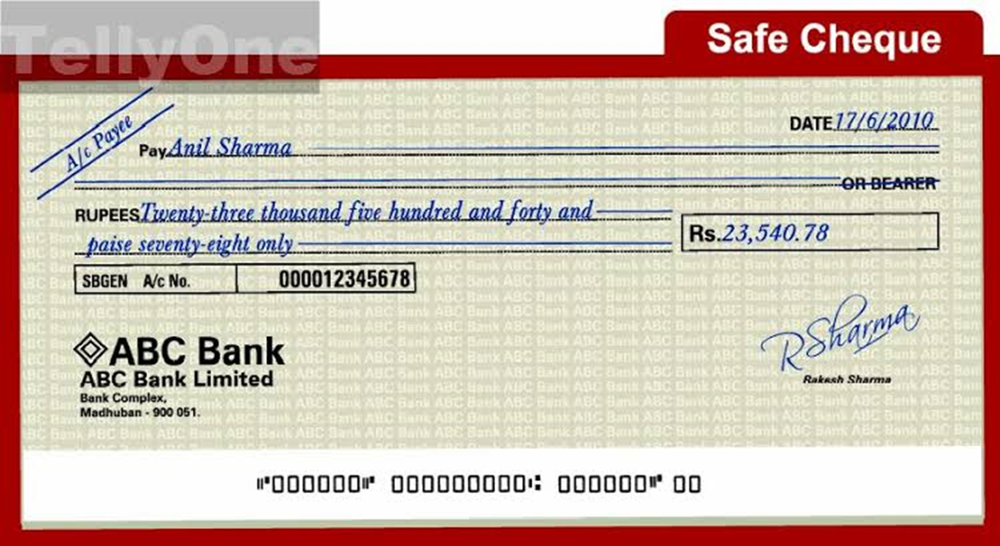 TellyOne
Safe Cheque
A/c Payee
DATE 17/6/2010
Pay Anil Sharma
OR BEARER
RUPEES Twenty-three thousand five hundred and forty and
paise seventy-eight only
Rs. 23,540.78
SBGEN A/c No. 000012345678
ABC Bank
ABC Bank Limited
Bank Complex,
Madhuban - 900 051.
RSharma
Rakesh Sharma